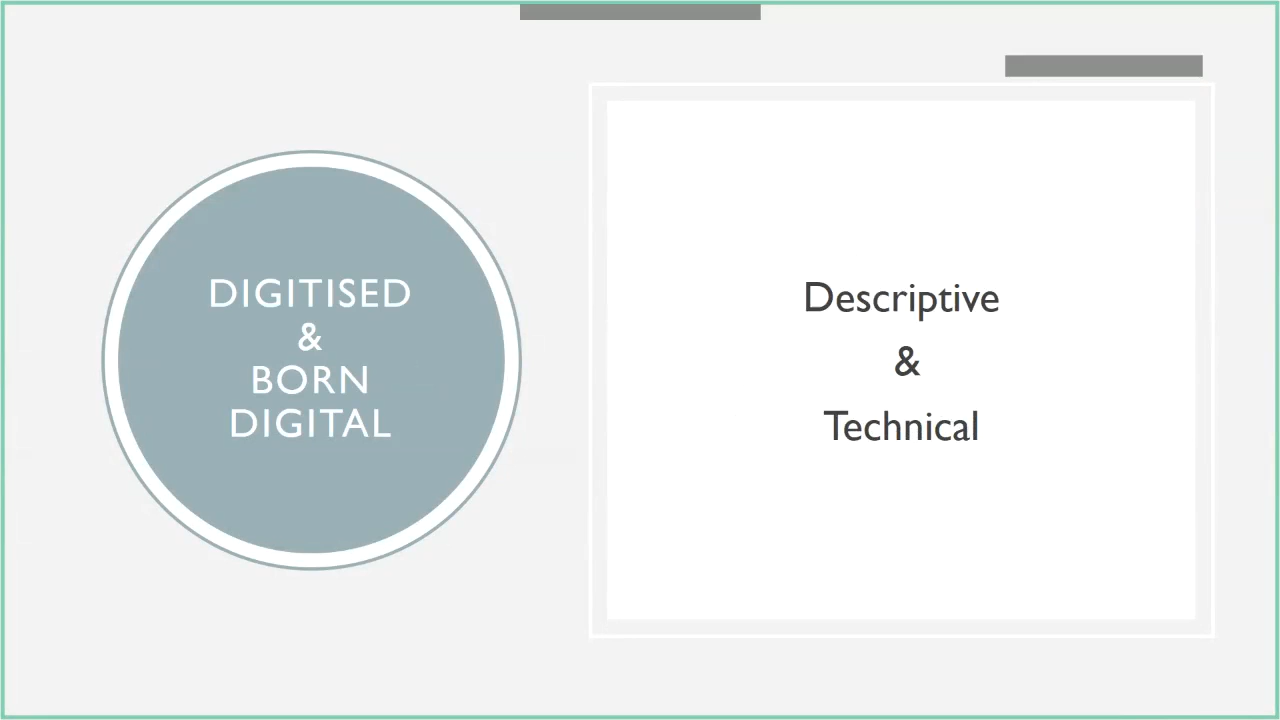 DIGITISED
&
BORN
DIGITAL
Descriptive
&
Technical